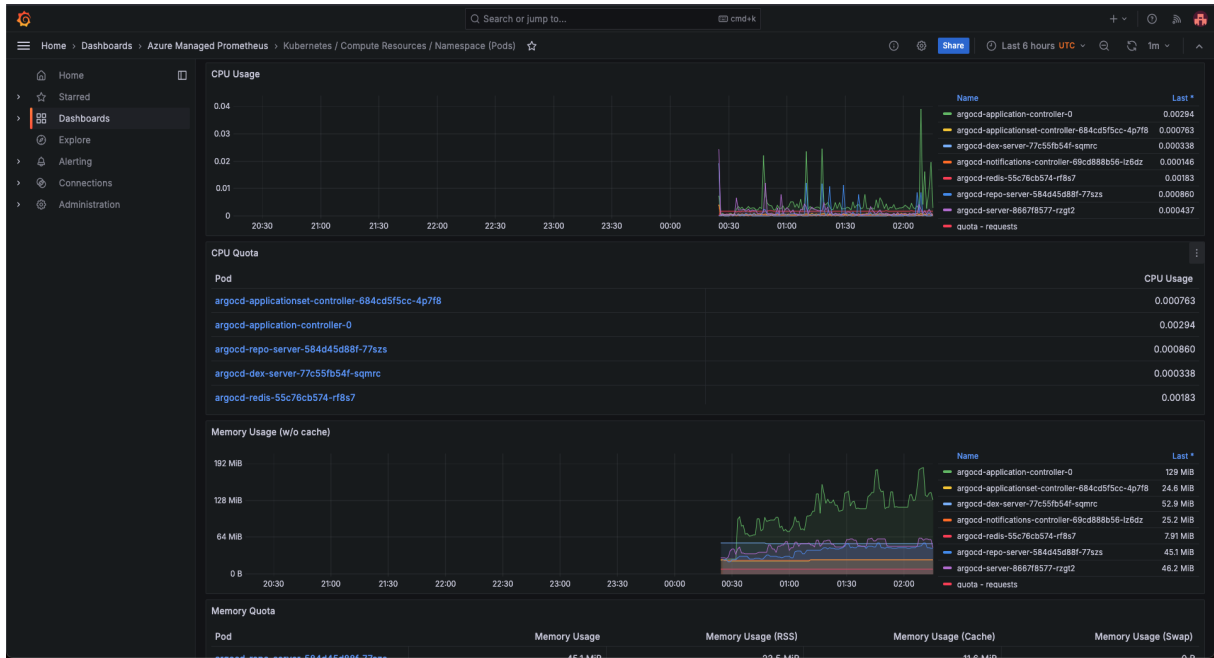 Search or jump to... cmd+k
Home › Dashboards › Azure Managed Prometheus › Kubernetes / Compute Resources / Namespace (Pods) Share Last 6 hours UTC 1m
Home
Starred
Dashboards
Explore
Alerting
Connections
Administration
CPU Usage
0.04
0.03
0.02
0.01
0
20:30 21:00 21:30 22:00 22:30 23:00 23:30 00:00 00:30 01:00 01:30 02:00
Name Last *
argocd-application-controller-0 0.00294
argocd-applicationset-controller-684cd5f5cc-4p7f8 0.000763
argocd-dex-server-77c55fb54f-sqmrc 0.000338
argocd-notifications-controller-69cd888b56-lz6dz 0.000146
argocd-redis-55c76cb574-rf8s7 0.00183
argocd-repo-server-584d45d88f-77szs 0.000860
argocd-server-8667f8577-rzgt2 0.000437
quota - requests
CPU Quota
Pod CPU Usage
argocd-applicationset-controller-684cd5f5cc-4p7f8 0.000763
argocd-application-controller-0 0.00294
argocd-repo-server-584d45d88f-77szs 0.000860
argocd-dex-server-77c55fb54f-sqmrc 0.000338
argocd-redis-55c76cb574-rf8s7 0.00183
Memory Usage (w/o cache)
192 MiB
128 MiB
64 MiB
0 B
20:30 21:00 21:30 22:00 22:30 23:00 23:30 00:00 00:30 01:00 01:30 02:00
Name Last *
argocd-application-controller-0 129 MiB
argocd-applicationset-controller-684cd5f5cc-4p7f8 24.6 MiB
argocd-dex-server-77c55fb54f-sqmrc 52.9 MiB
argocd-notifications-controller-69cd888b56-lz6dz 25.2 MiB
argocd-redis-55c76cb574-rf8s7 7.91 MiB
argocd-repo-server-584d45d88f-77szs 45.1 MiB
argocd-server-8667f8577-rzgt2 46.2 MiB
quota - requests
Memory Quota
Pod Memory Usage Memory Usage (RSS) Memory Usage (Cache) Memory Usage (Swap)
argocd-repo-server-584d45d88f-77szs 45.1 MiB 11.6 MiB 0 B